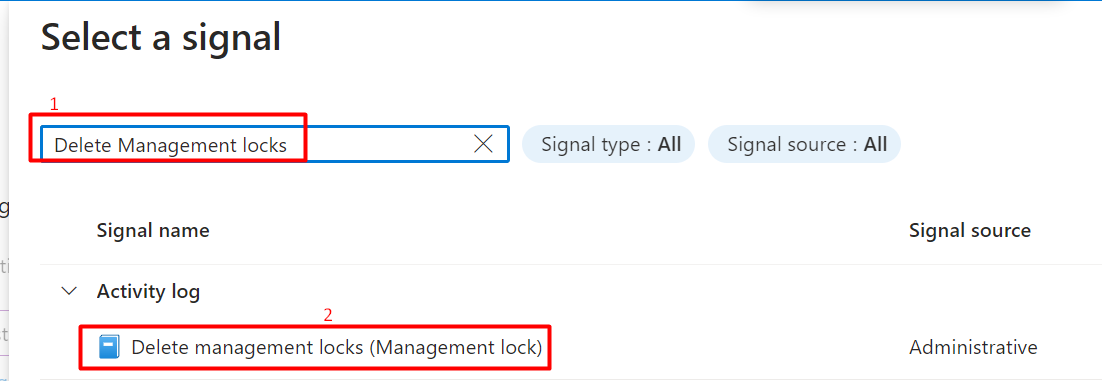 Select a signal
1
Delete Management locks
Signal type : All
Signal source : All
Signal name
Signal source
Activity log
2
Delete management locks (Management lock)
Administrative